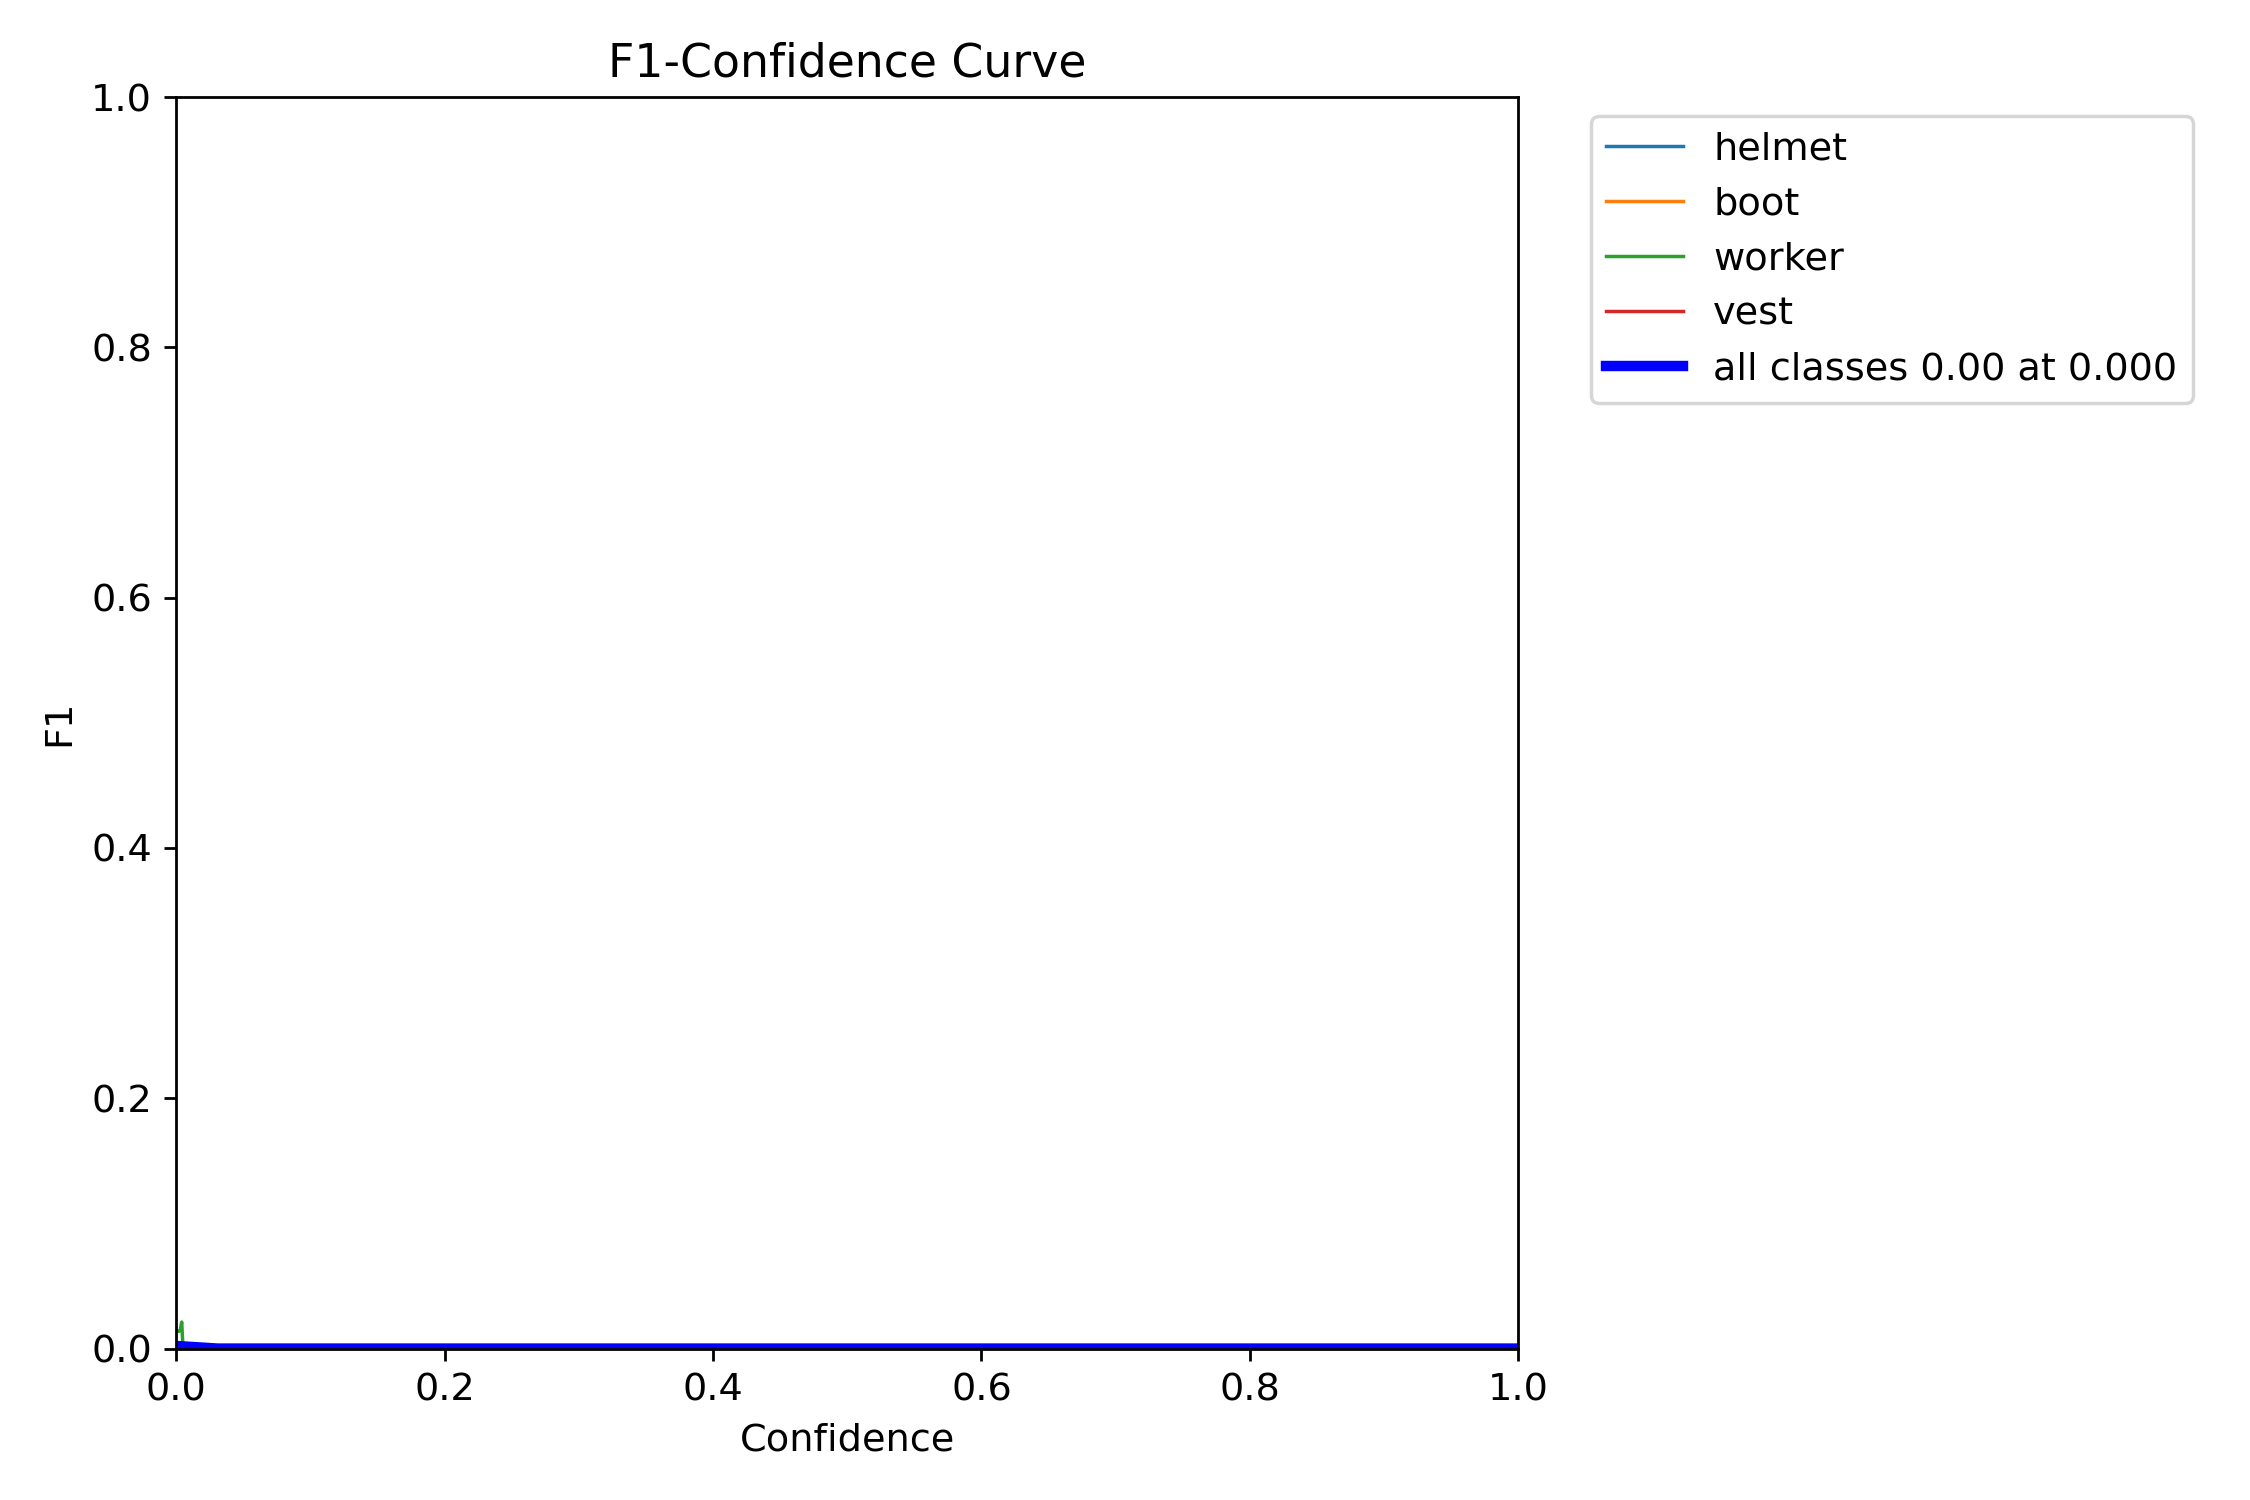 F1-Confidence Curve
1.0
0.8
0.6
0.4
0.2
0.0
F1
0.0 0.2 0.4 0.6 0.8 1.0
Confidence
helmet
boot
worker
vest
all classes 0.00 at 0.000